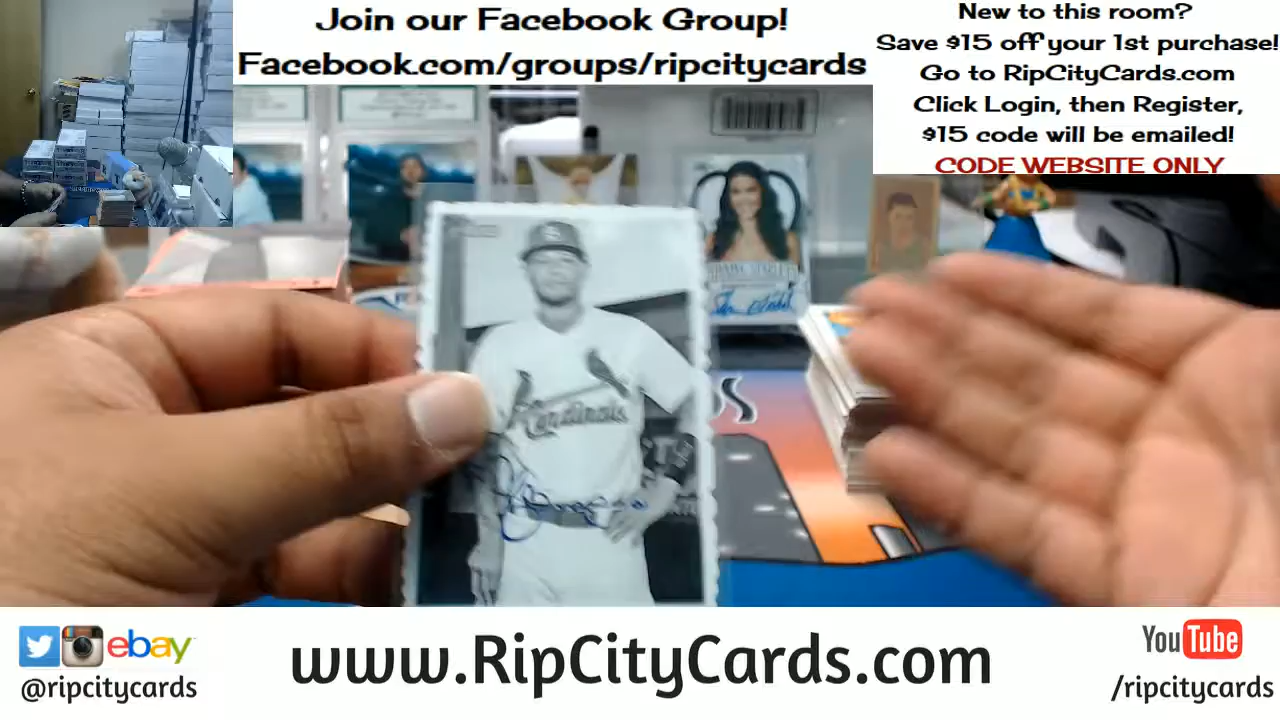 Join our Facebook Group!
Facebook.com/groups/ripcitycards
New to this room?
Save $15 off your 1st purchase!
Go to RipCityCards.com
Click Login, then Register,
$15 code will be emailed!
CODE WEBSITE ONLY
Cardinals
ebay
@ripcitycards
www.RipCityCards.com
YouTube
/ripcitycards